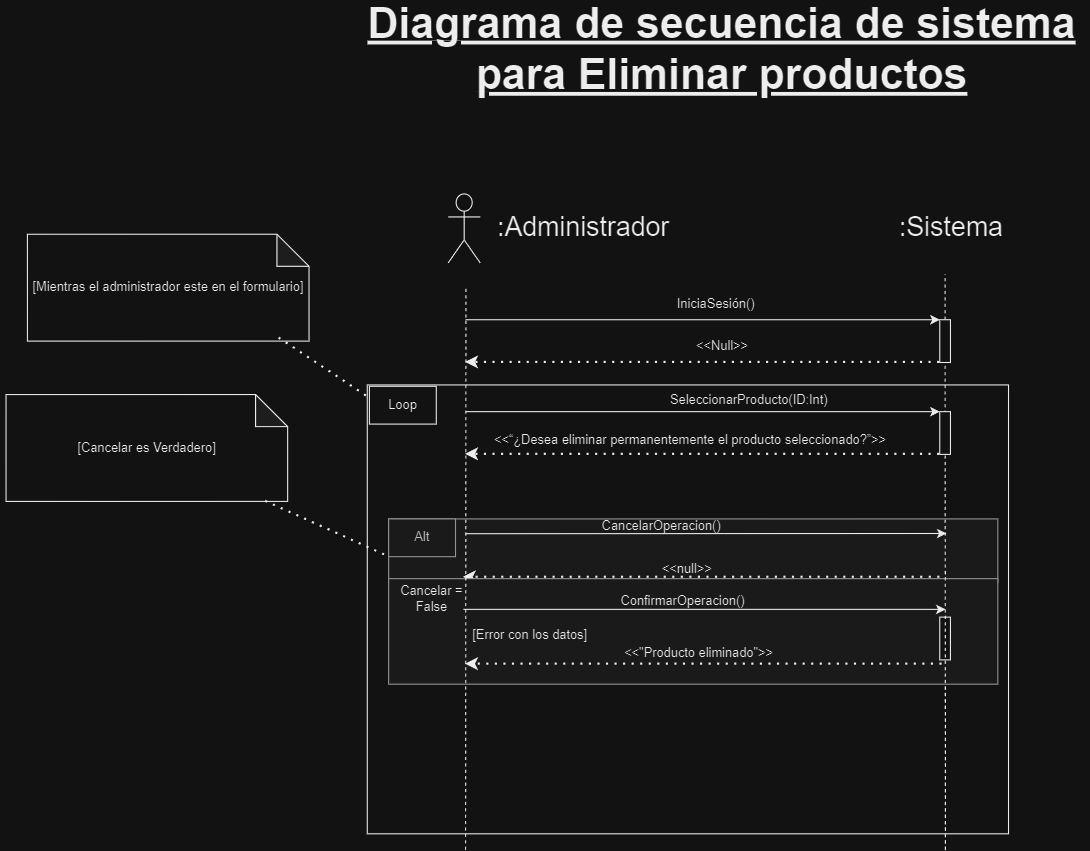 Diagrama de secuencia de sistema
para Eliminar productos
:Administrador
:Sistema
[Mientras el administrador este en el formulario]
IniciaSesión()
<<Null>>
Loop
SeleccionarProducto(ID:Int)
[Cancelar es Verdadero]
<<“¿Desea eliminar permanentemente el producto seleccionado?”>>
Alt
CancelarOperacion()
<<null>>
Cancelar =
False
ConfirmarOperacion()
[Error con los datos]
<<"Producto eliminado">>